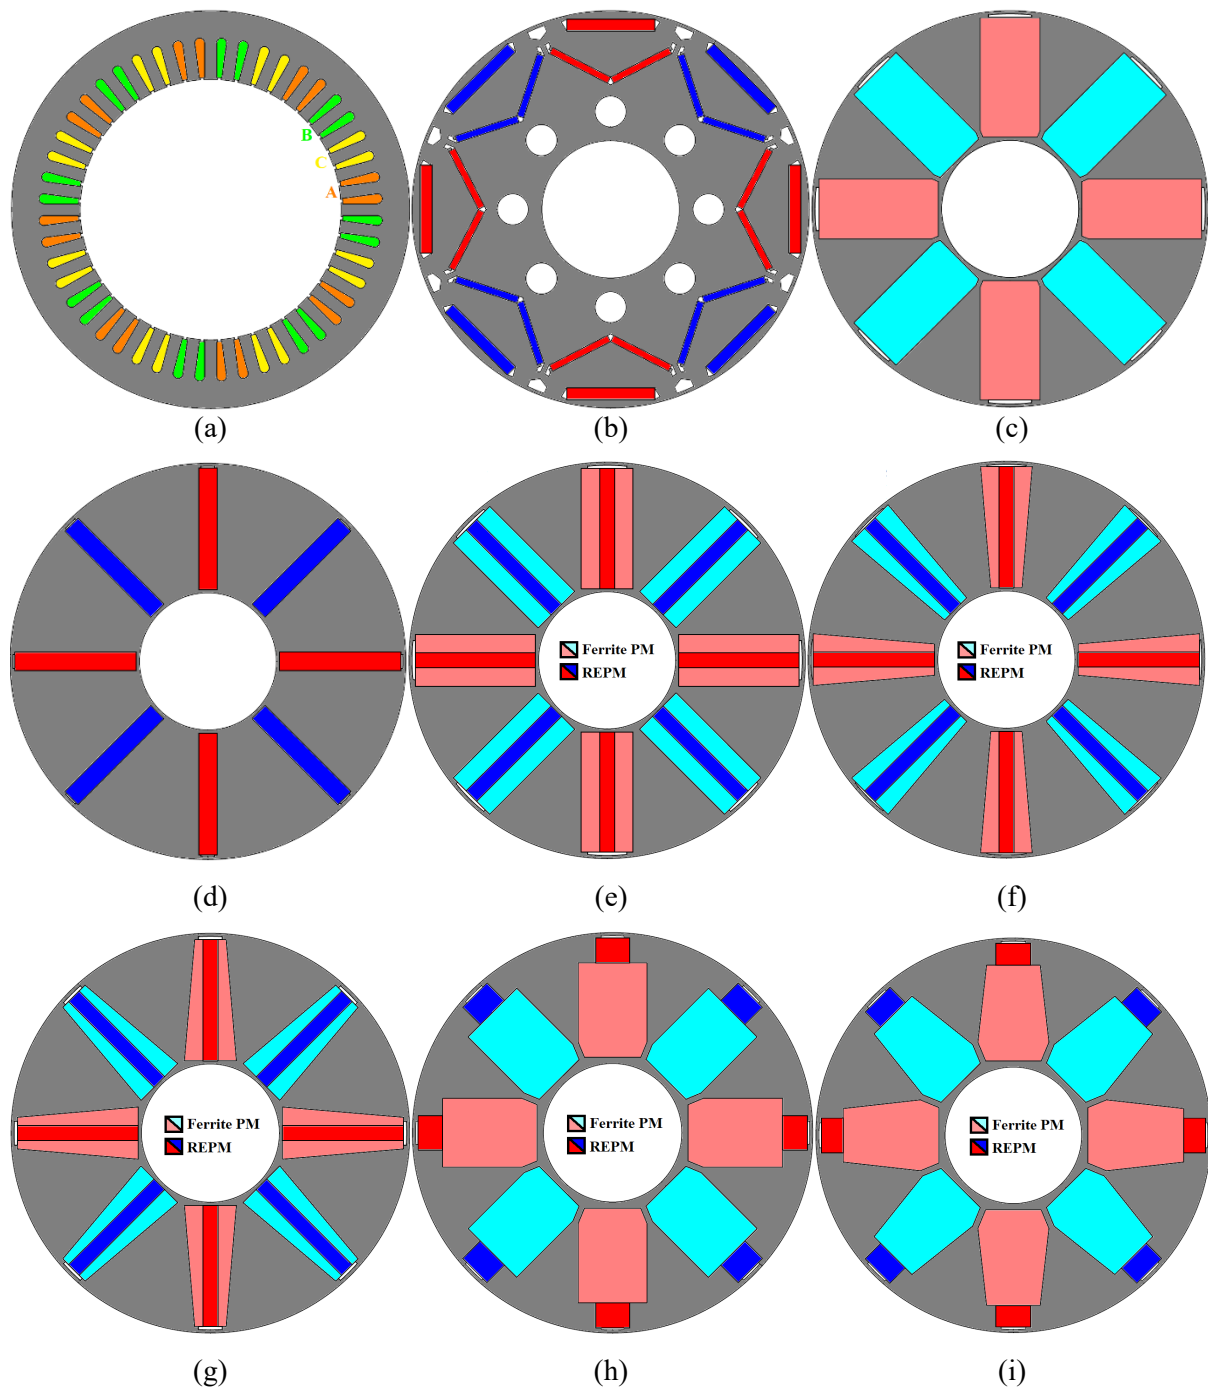 B
C
A
(a)
(b)
(c)
(d)
Ferrite PM
REPM
(e)
Ferrite PM
REPM
(f)
Ferrite PM
REPM
(g)
Ferrite PM
REPM
(h)
Ferrite PM
REPM
(i)